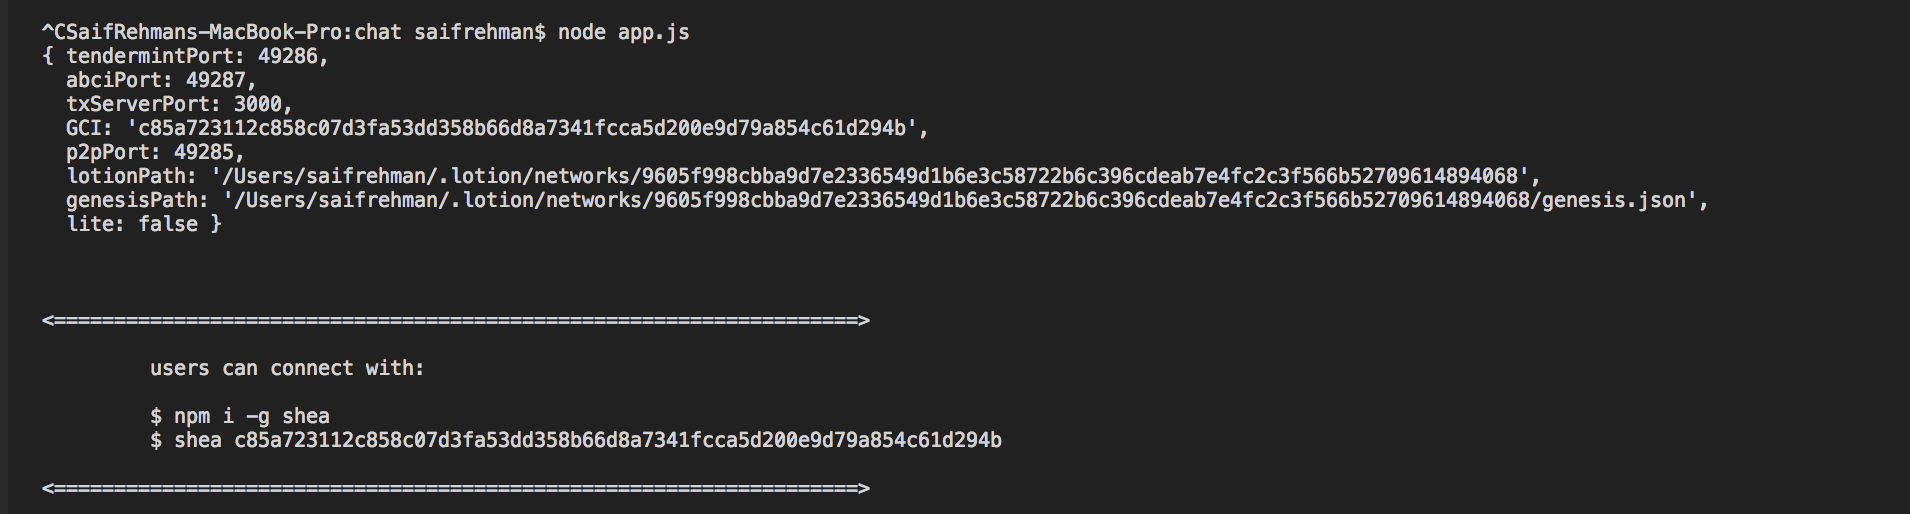 ^CSaifRehmans-MacBook-Pro:chat saifrehman$ node app.js
{ tendermintPort: 49286,
abciPort: 49287,
txServerPort: 3000,
GCI: 'c85a723112c858c07d3fa53dd358b66d8a7341fcca5d200e9d79a854c61d294b',
p2pPort: 49285,
lotionPath: '/Users/saifrehman/.lotion/networks/9605f998cbba9d7e2336549d1b6e3c58722b6c396cdeab7e4fc2c3f566b52709614894068',
genesisPath: '/Users/saifrehman/.lotion/networks/9605f998cbba9d7e2336549d1b6e3c58722b6c396cdeab7e4fc2c3f566b52709614894068/genesis.json',
lite: false }
<===================================================================>
users can connect with:
$ npm i -g shea
$ shea c85a723112c858c07d3fa53dd358b66d8a7341fcca5d200e9d79a854c61d294b
<===================================================================>